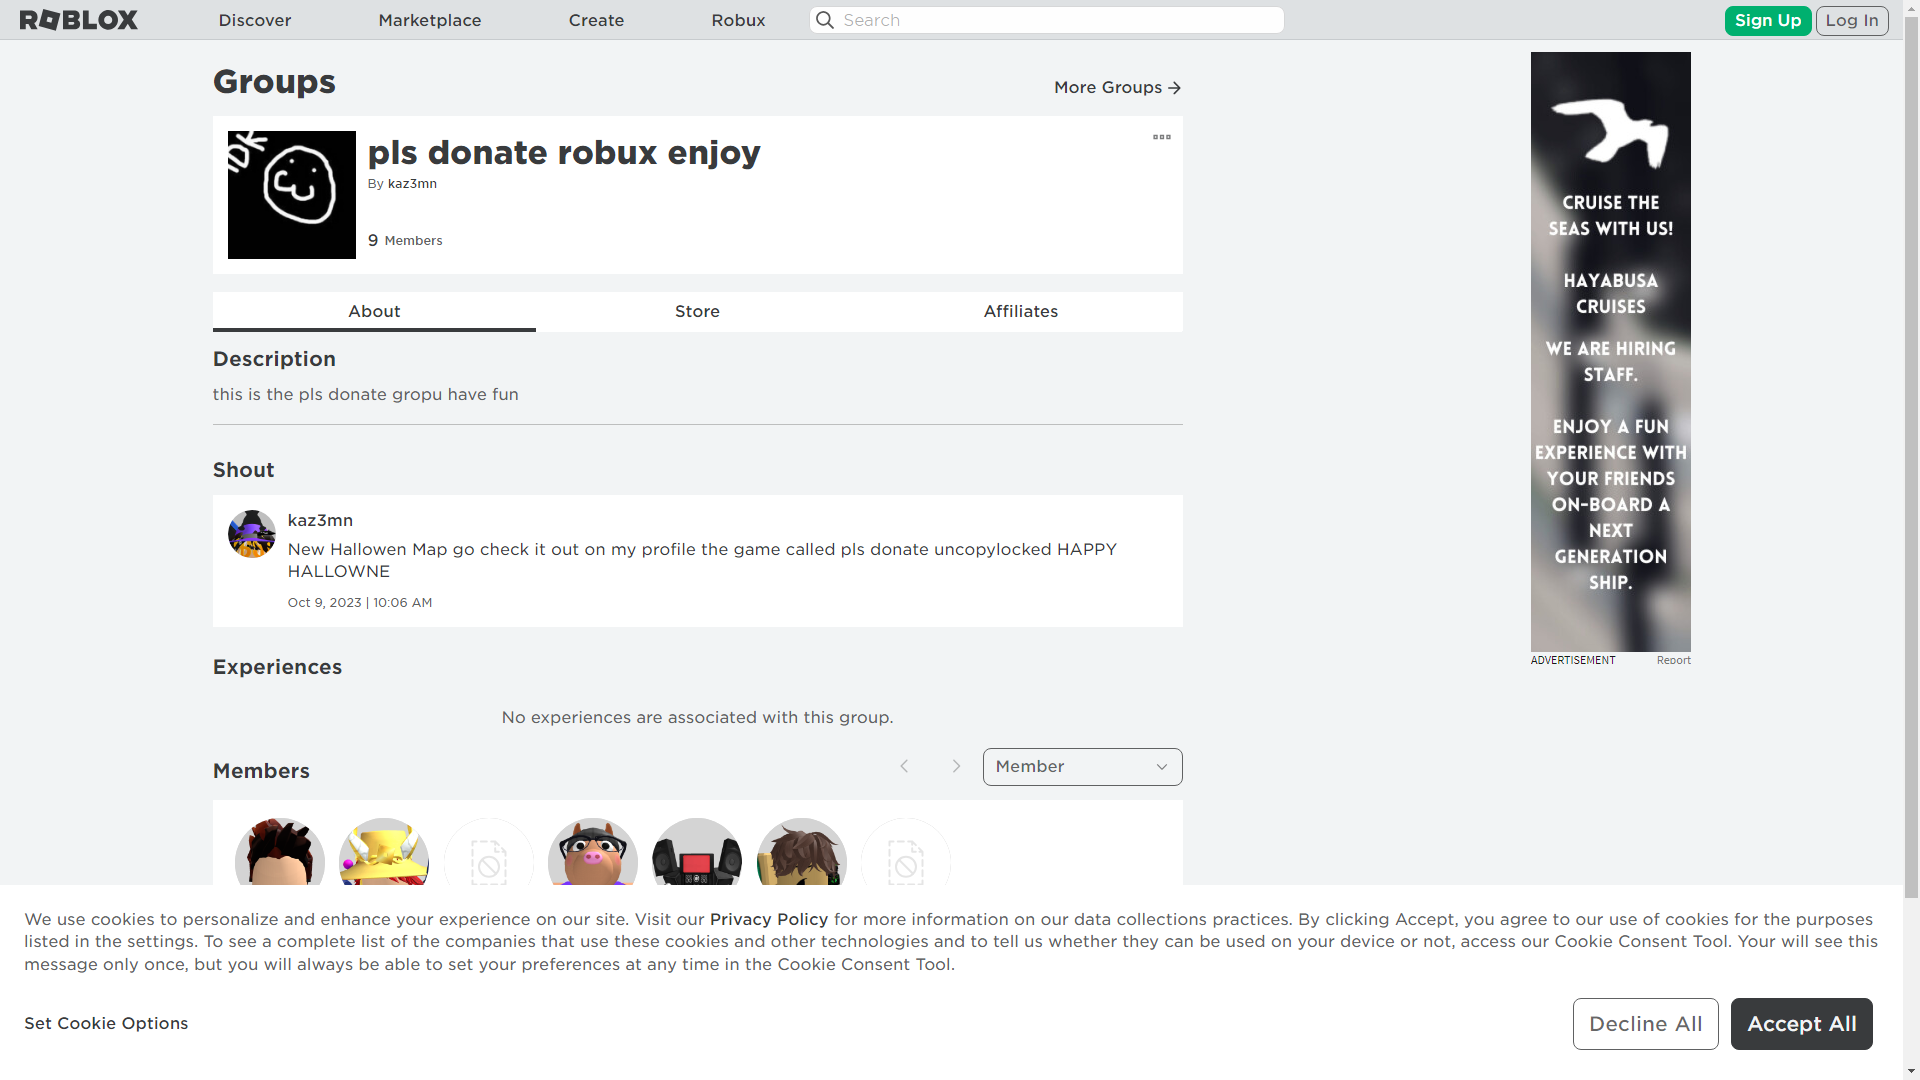 ROBLOX Discover Marketplace Create Robux Search Sign Up Log In
Groups
More Groups
IDK
pls donate robux enjoy
By kaz3mn
9 Members
About Store Affiliates
Description
this is the pls donate gropu have fun
Shout
kaz3mn
New Hallowen Map go check it out on my profile the game called pls donate uncopylocked HAPPY
HALLOWNE
Oct 9, 2023 | 10:06 AM
Experiences
No experiences are associated with this group.
Members
Member
CRUISE THE
SEAS WITH US!
HAYABUSA
CRUISES
WE ARE HIRING
STAFF.
ENJOY A FUN
EXPERIENCE WITH
YOUR FRIENDS
ON-BOARD A
NEXT
GENERATION
SHIP.
ADVERTISEMENT Report
We use cookies to personalize and enhance your experience on our site. Visit our Privacy Policy for more information on our data collections practices. By clicking Accept, you agree to our use of cookies for the purposes
listed in the settings. To see a complete list of the companies that use these cookies and other technologies and to tell us whether they can be used on your device or not, access our Cookie Consent Tool. Your will see this
message only once, but you will always be able to set your preferences at any time in the Cookie Consent Tool.
Set Cookie Options
Decline All
Accept All